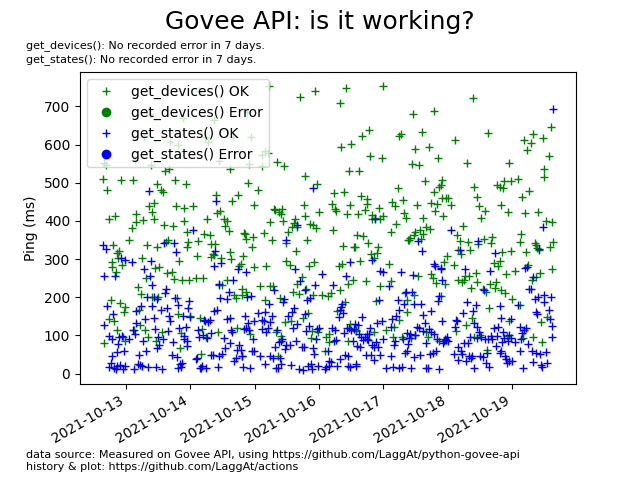 Govee API: is it working?
get_devices(): No recorded error in 7 days.
get_states(): No recorded error in 7 days.
get_devices() OK
get_devices() Error
get_states() OK
get_states() Error
Ping (ms)
700
600
500
400
300
200
100
0
2021-10-13
2021-10-14
2021-10-15
2021-10-16
2021-10-17
2021-10-18
2021-10-19
data source: Measured on Govee API, using https://github.com/LaggAt/python-govee-api
history & plot: https://github.com/LaggAt/actions